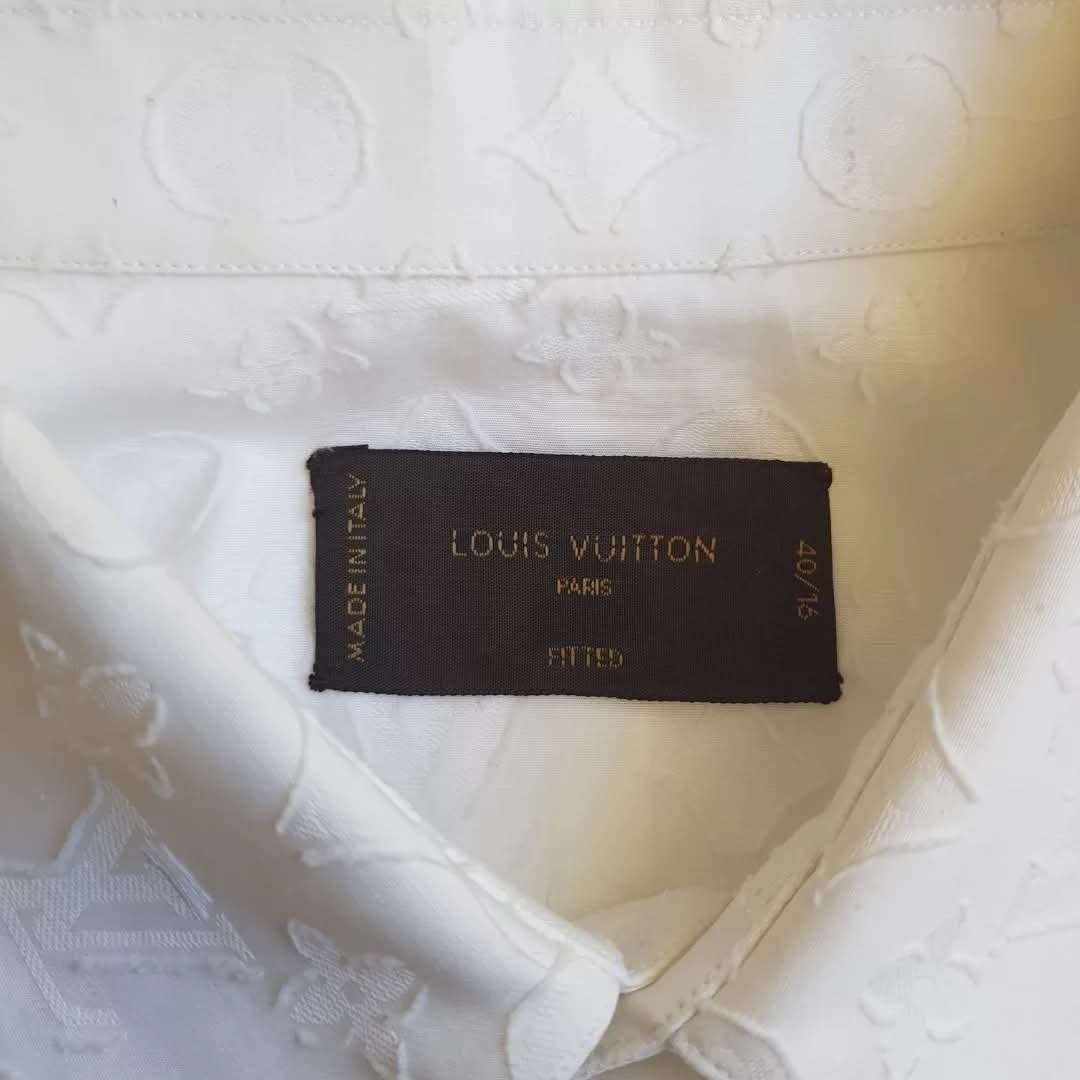 MADE IN ITALY
LOUIS VUITTON
PARIS
FITTED
40/16